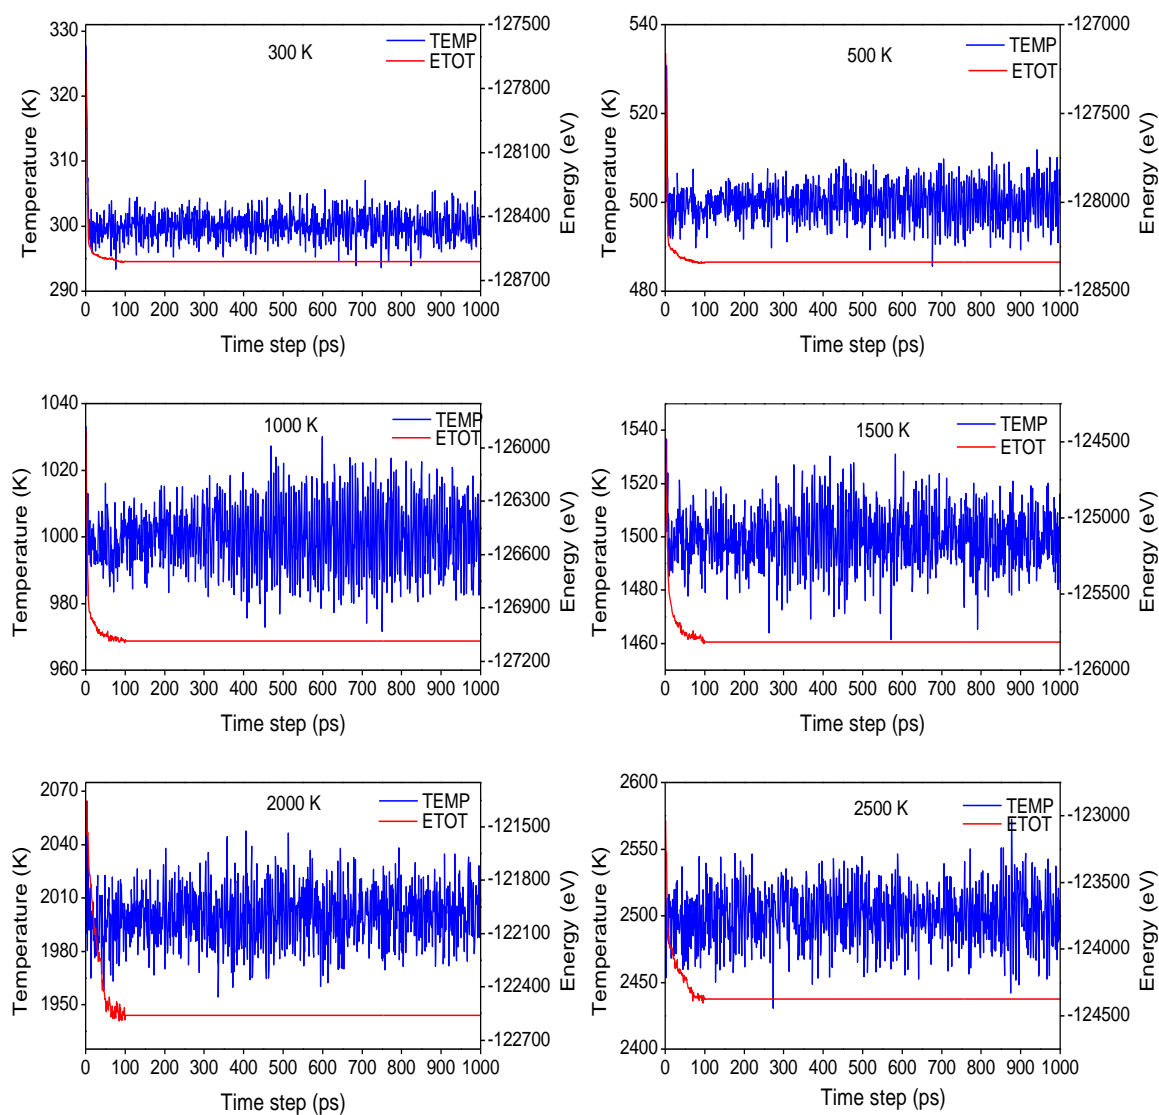 300 K
TEMP
ETOT
330
320
310
300
290
-127500
-127800
-128100
-128400
-128700
0 100 200 300 400 500 600 700 800 900 1000
Temperature (K)
Energy (eV)
Time step (ps)
500 K
TEMP
ETOT
540
520
500
480
-127000
-127500
-128000
-128500
0 100 200 300 400 500 600 700 800 900 1000
Temperature (K)
Energy (eV)
Time step (ps)
1000 K
TEMP
ETOT
1040
1020
1000
980
960
-126000
-126300
-126600
-126900
-127200
0 100 200 300 400 500 600 700 800 900 1000
Temperature (K)
Energy (eV)
Time step (ps)
1500 K
TEMP
ETOT
1540
1520
1500
1480
1460
-124500
-125000
-125500
-126000
0 100 200 300 400 500 600 700 800 900 1000
Temperature (K)
Energy (eV)
Time step (ps)
2000 K
TEMP
ETOT
2070
2040
2010
1980
1950
-121500
-121800
-122100
-122400
-122700
0 100 200 300 400 500 600 700 800 900 1000
Temperature (K)
Energy (eV)
Time step (ps)
2500 K
TEMP
ETOT
2600
2550
2500
2450
2400
-123000
-123500
-124000
-124500
0 100 200 300 400 500 600 700 800 900 1000
Temperature (K)
Energy (eV)
Time step (ps)